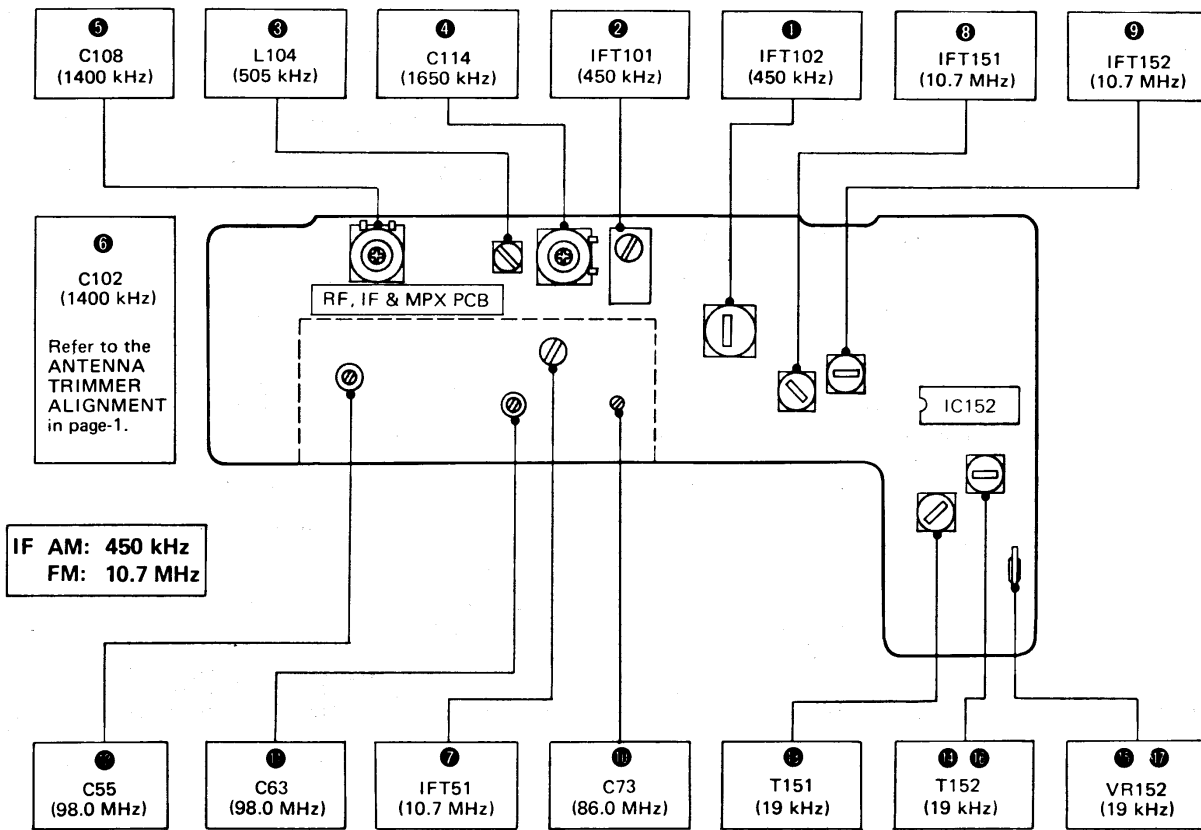 ❺
C108
(1400 kHz)
❸
L104
(505 kHz)
❹
C114
(1650 kHz)
❷
IFT101
(450 kHz)
❶
IFT102
(450 kHz)
❽
IFT151
(10.7 MHz)
❾
IFT152
(10.7 MHz)
❻
C102
(1400 kHz)
Refer to the
ANTENNA
TRIMMER
ALIGNMENT
in page-1.
RF, IF & MPX PCB
IC152
IF AM: 450 kHz
FM: 10.7 MHz
C55
(98.0 MHz)
C63
(98.0 MHz)
❼
IFT51
(10.7 MHz)
C73
(86.0 MHz)
T151
(19 kHz)
⓮ ⓰
T152
(19 kHz)
⓱
VR152
(19 kHz)